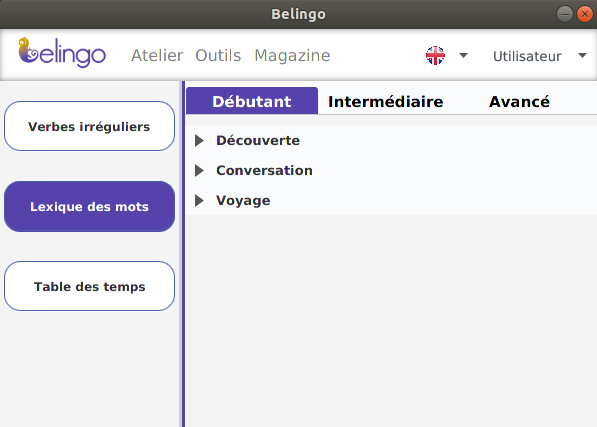 Belingo
belingo Atelier Outils Magazine Utilisateur
Débutant Intermédiaire Avancé
Verbes irréguliers
Lexique des mots
Table des temps
Découverte
Conversation
Voyage